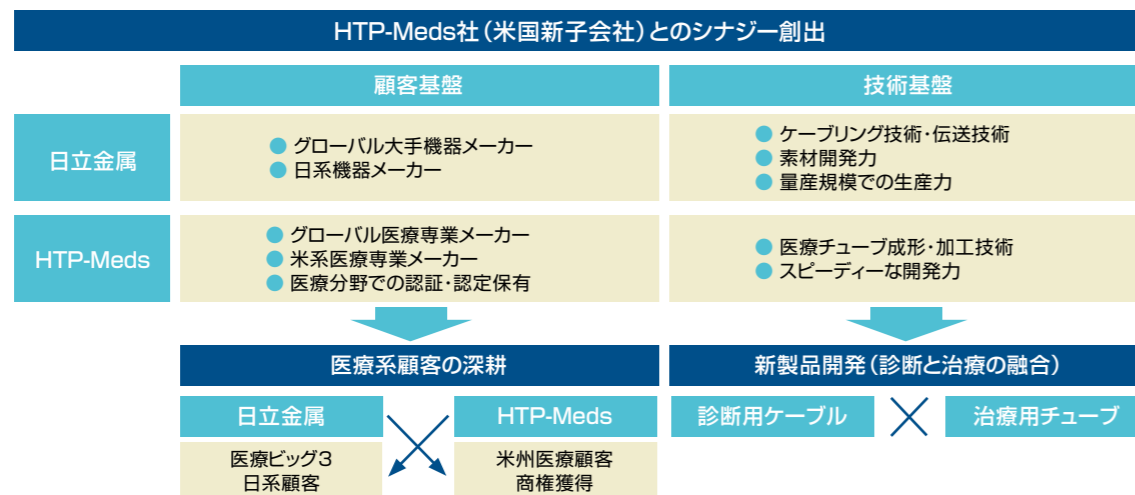 HTP-Meds社（米国新子会社）とのシナジー創出
顧客基盤
技術基盤
日立金属
● グローバル大手機器メーカー
● 日系機器メーカー
● ケーブリング技術・伝送技術
● 素材開発力
● 量産規模での生産力
HTP-Meds
● グローバル医療専業メーカー
● 米系医療専業メーカー
● 医療分野での認証・認定保有
● 医療チューブ成形・加工技術
● スピーディーな開発力
医療系顧客の深耕
新製品開発（診断と治療の融合）
日立金属
HTP-Meds
診断用ケーブル
治療用チューブ
医療ビッグ3
日系顧客
米州医療顧客
商権獲得